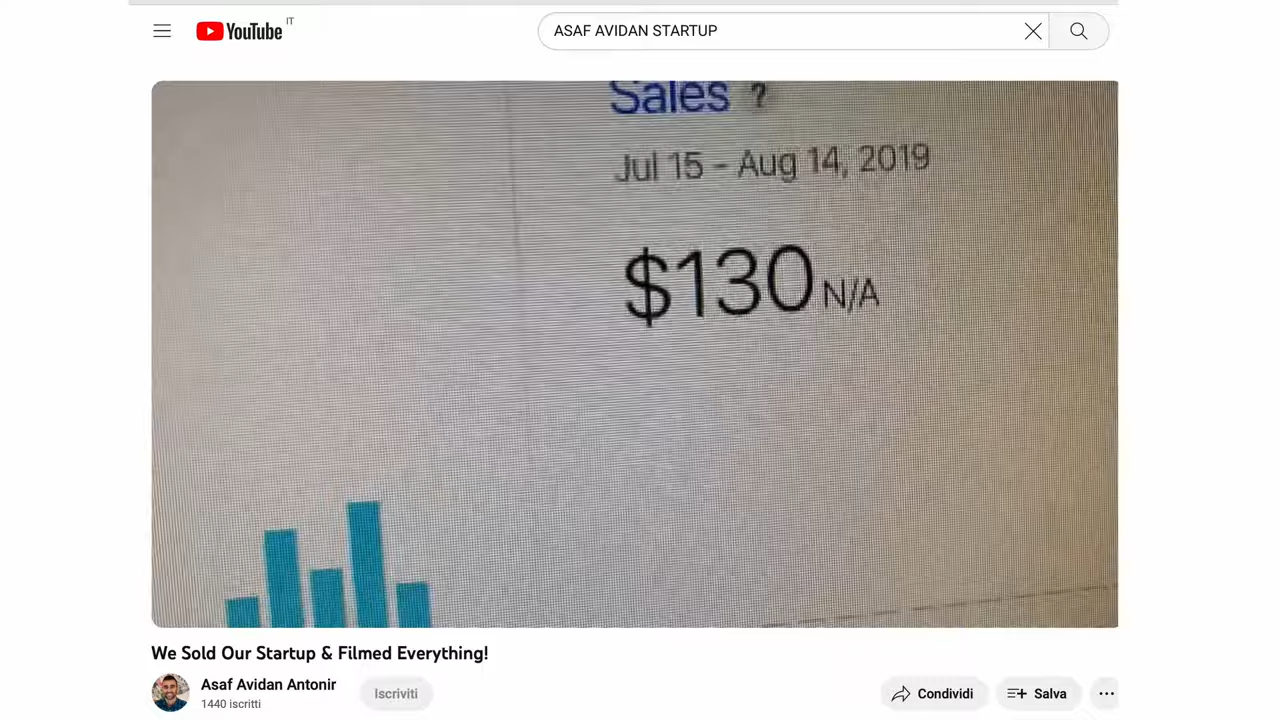 YouTube IT
ASAF AVIDAN STARTUP
Sales ?
Jul 15 – Aug 14, 2019
$130 N/A
We Sold Our Startup & Filmed Everything!
Asaf Avidan Antonir
1440 iscritti
Iscriviti
Condividi
Salva